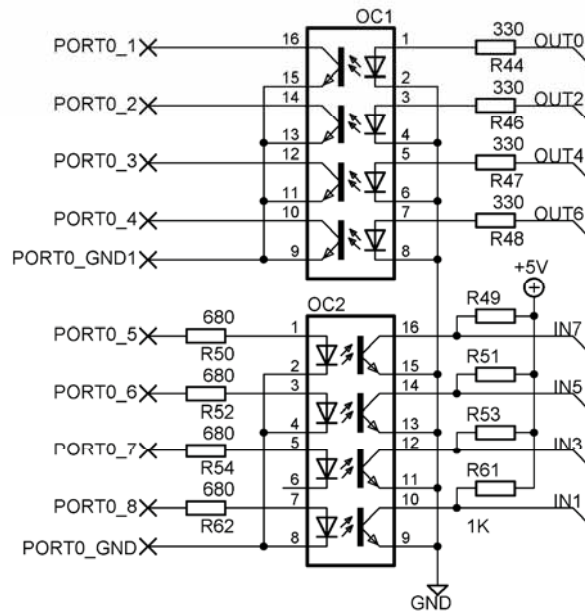 OC1
PORT0_1 16 1 330 OUT0
R44
15 2
PORT0_2 14 3 330 OUT2
R46
13 4
PORT0_3 12 5 330 OUT4
R47
11 6
PORT0_4 10 7 330 OUT6
R48
PORT0_GND1 9 8
+5V
OC2 R49
680
PORT0_5 1 16 IN7
R50
2 15 R51
680
PORT0_6 3 14 IN5
R52
4 13 R53
680
PORT0_7 5 12 IN3
R54
6 11 R61
680
PORT0_8 7 10 IN1
R62 1K
PORT0_GND 8 9
GND